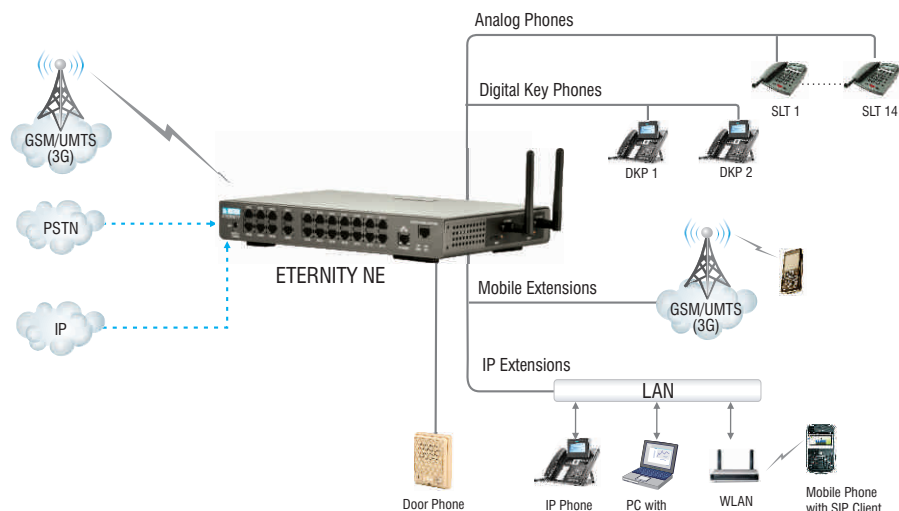 Analog Phones
SLT 1
SLT 14
Digital Key Phones
DKP 1
DKP 2
GSM/UMTS
(3G)
PSTN
IP
ETERNITY NE
Mobile Extensions
GSM/UMTS
(3G)
IP Extensions
LAN
Door Phone
IP Phone
PC with
WLAN
Mobile Phone
with SIP Client